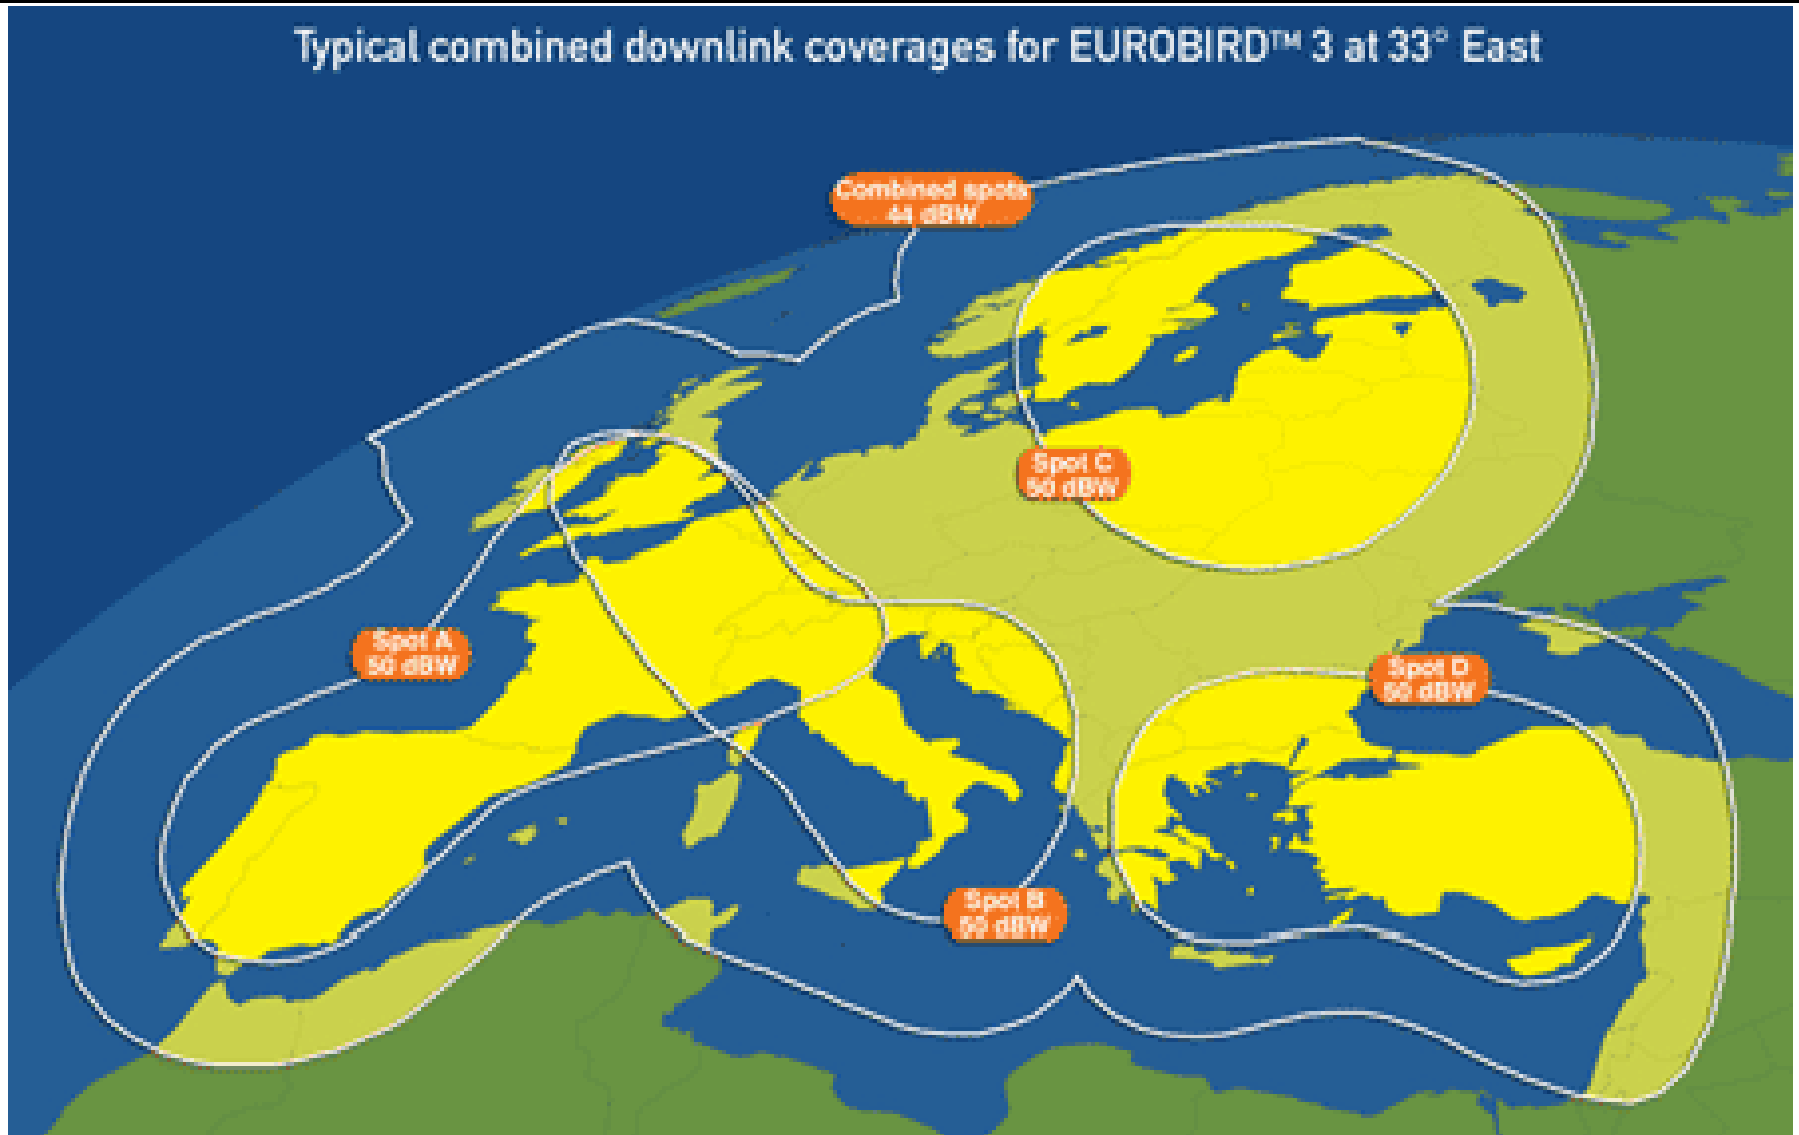 Typical combined downlink coverages for EUROBIRD™ 3 at 33° East
Combined spots
44 dBW
Spot C
50 dBW
Spot A
50 dBW
Spot D
50 dBW
Spot B
50 dBW